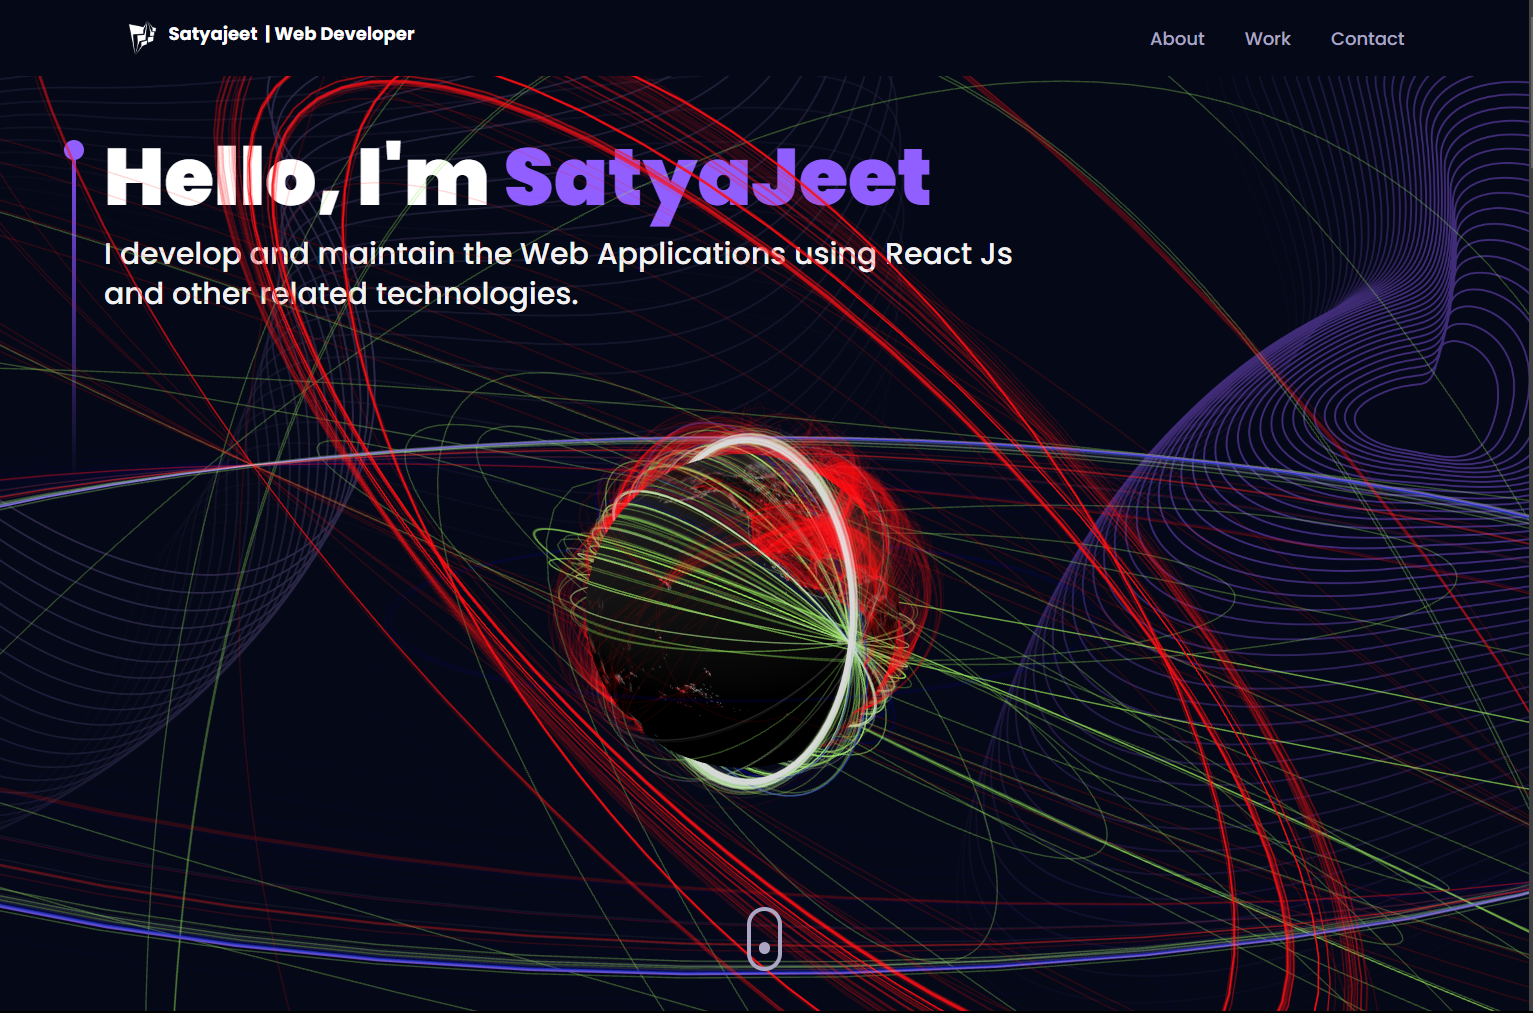 Satyajeet | Web Developer
About
Work
Contact
Hello, I'm SatyaJeet
I develop and maintain the Web Applications using React Js
and other related technologies.